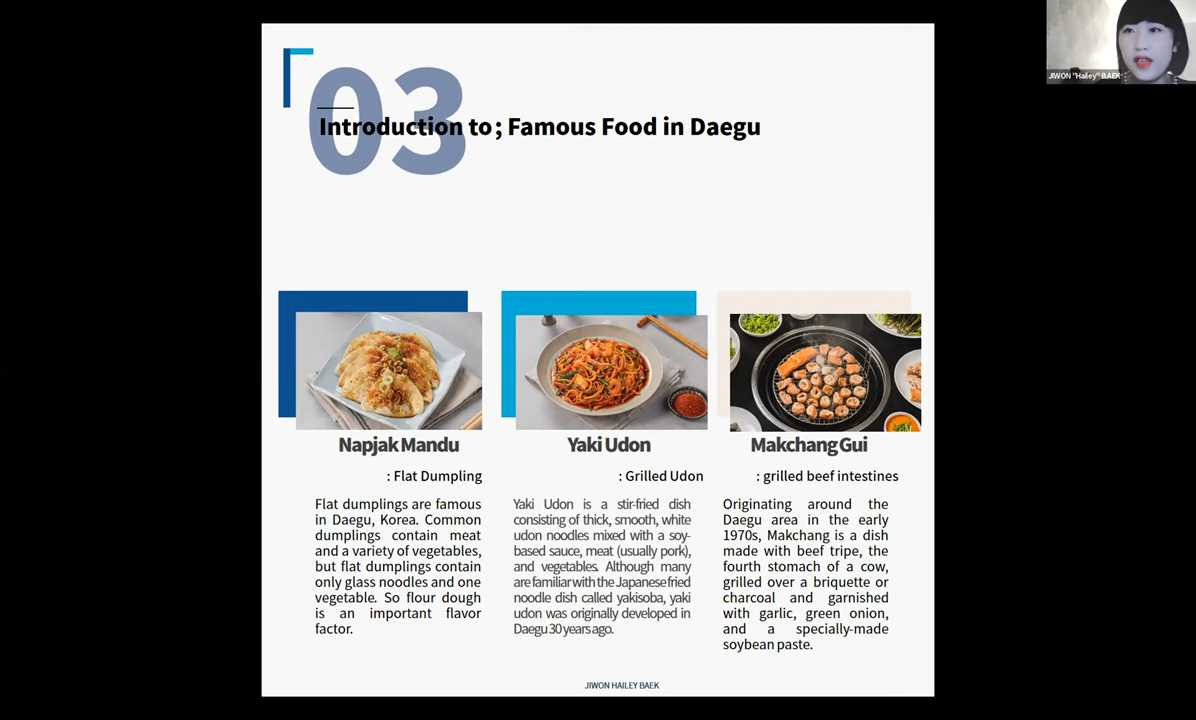 03
Introduction to; Famous Food in Daegu
JIWON "Hailey" BAEK
Napjak Mandu
: Flat Dumpling
Flat dumplings are famous
in Daegu, Korea. Common
dumplings contain meat
and a variety of vegetables,
but flat dumplings contain
only glass noodles and one
vegetable. So flour dough
is an important flavor
factor.
Yaki Udon
: Grilled Udon
Yaki Udon is a stir-fried dish
consisting of thick, smooth, white
udon noodles mixed with a soy-
based sauce, meat (usually pork),
and vegetables. Although many
are familiar with the Japanese fried
noodle dish called yakisoba, yaki
udon was originally developed in
Daegu 30 years ago.
Makchang Gui
: grilled beef intestines
Originating around the
Daegu area in the early
1970s, Makchang is a dish
made with beef tripe, the
fourth stomach of a cow,
grilled over a briquette or
charcoal and garnished
with garlic, green onion,
and a specially-made
soybean paste.
JIWON HAILEY BAEK